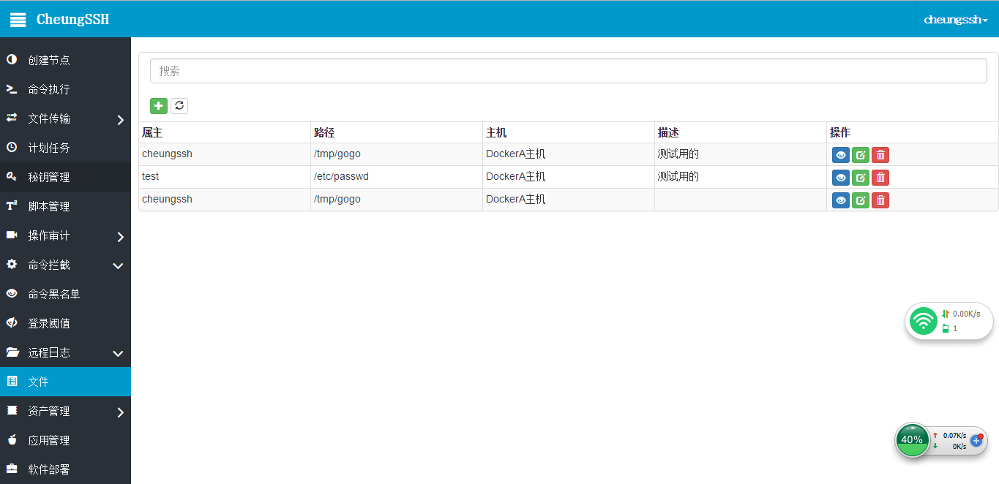 CheungSSH
cheungssh
创建节点
命令执行
文件传输
计划任务
秘钥管理
脚本管理
操作审计
命令拦截
命令黑名单
登录阈值
远程日志
文件
资产管理
应用管理
软件部署
搜索
属主 路径 主机 描述 操作
cheungssh /tmp/gogo DockerA主机 测试用的
test /etc/passwd DockerA主机 测试用的
cheungssh /tmp/gogo DockerA主机
0.00K/s
1
40% 0.07K/s
0K/s